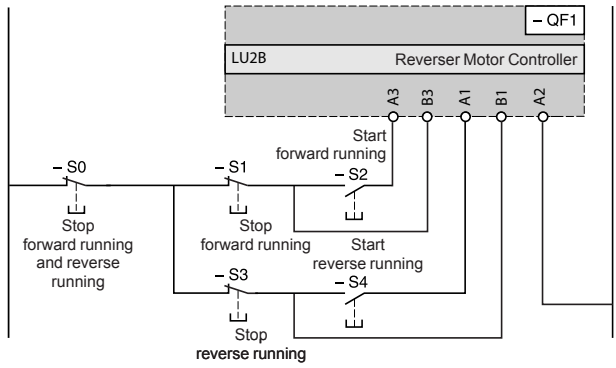 – QF1
LU2B
Reverser Motor Controller
A3
B3
A1
B1
A2
Start
forward running
– S0
– S1
– S2
Stop
forward running
and reverse
running
Stop
forward running
Start
reverse running
– S3
– S4
Stop
reverse running